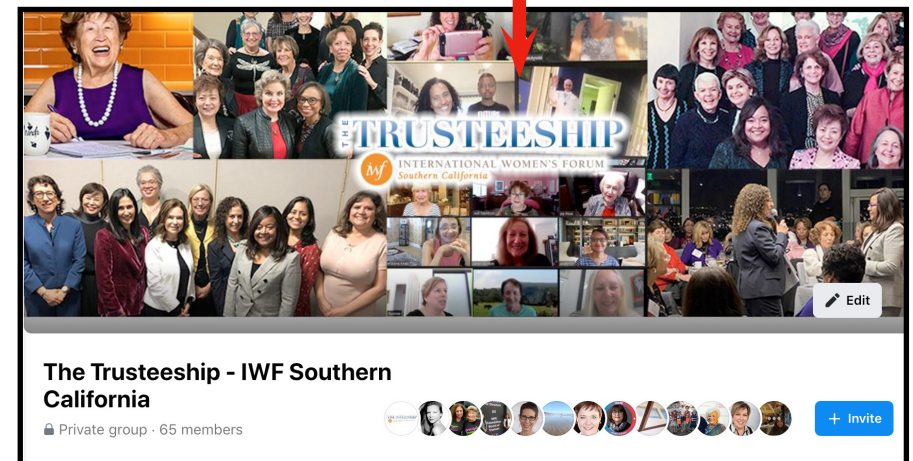 THE TRUSTEESHIP
iwf INTERNATIONAL WOMEN'S FORUM
Southern California
Edit
The Trusteeship - IWF Southern
California
Private group · 65 members
+ Invite